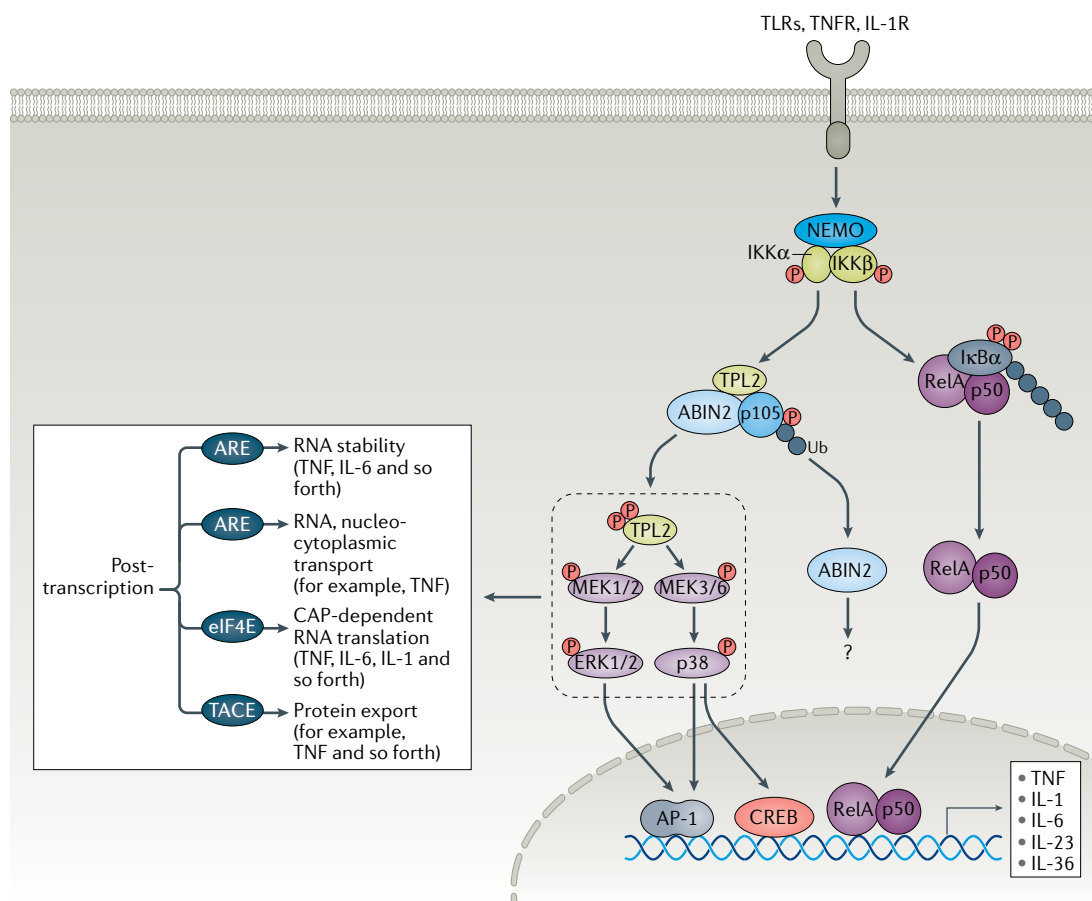 TLRs, TNFR, IL-1R
NEMO
IKKα
IKKβ
P
P
P
P
IκBα
RelA
p50
TPL2
ABIN2
p105
P
Ub
ARE
RNA stability
(TNF, IL-6 and so
forth)
ARE
RNA, nucleo-
cytoplasmic
transport
(for example, TNF)
Post-
transcription
eIF4E
CAP-dependent
RNA translation
(TNF, IL-6, IL-1 and
so forth)
TACE
Protein export
(for example,
TNF and so forth)
P
P
TPL2
P
MEK1/2
MEK3/6
P
P
ERK1/2
p38
P
ABIN2
?
RelA
p50
AP-1
CREB
RelA
p50
• TNF
• IL-1
• IL-6
• IL-23
• IL-36